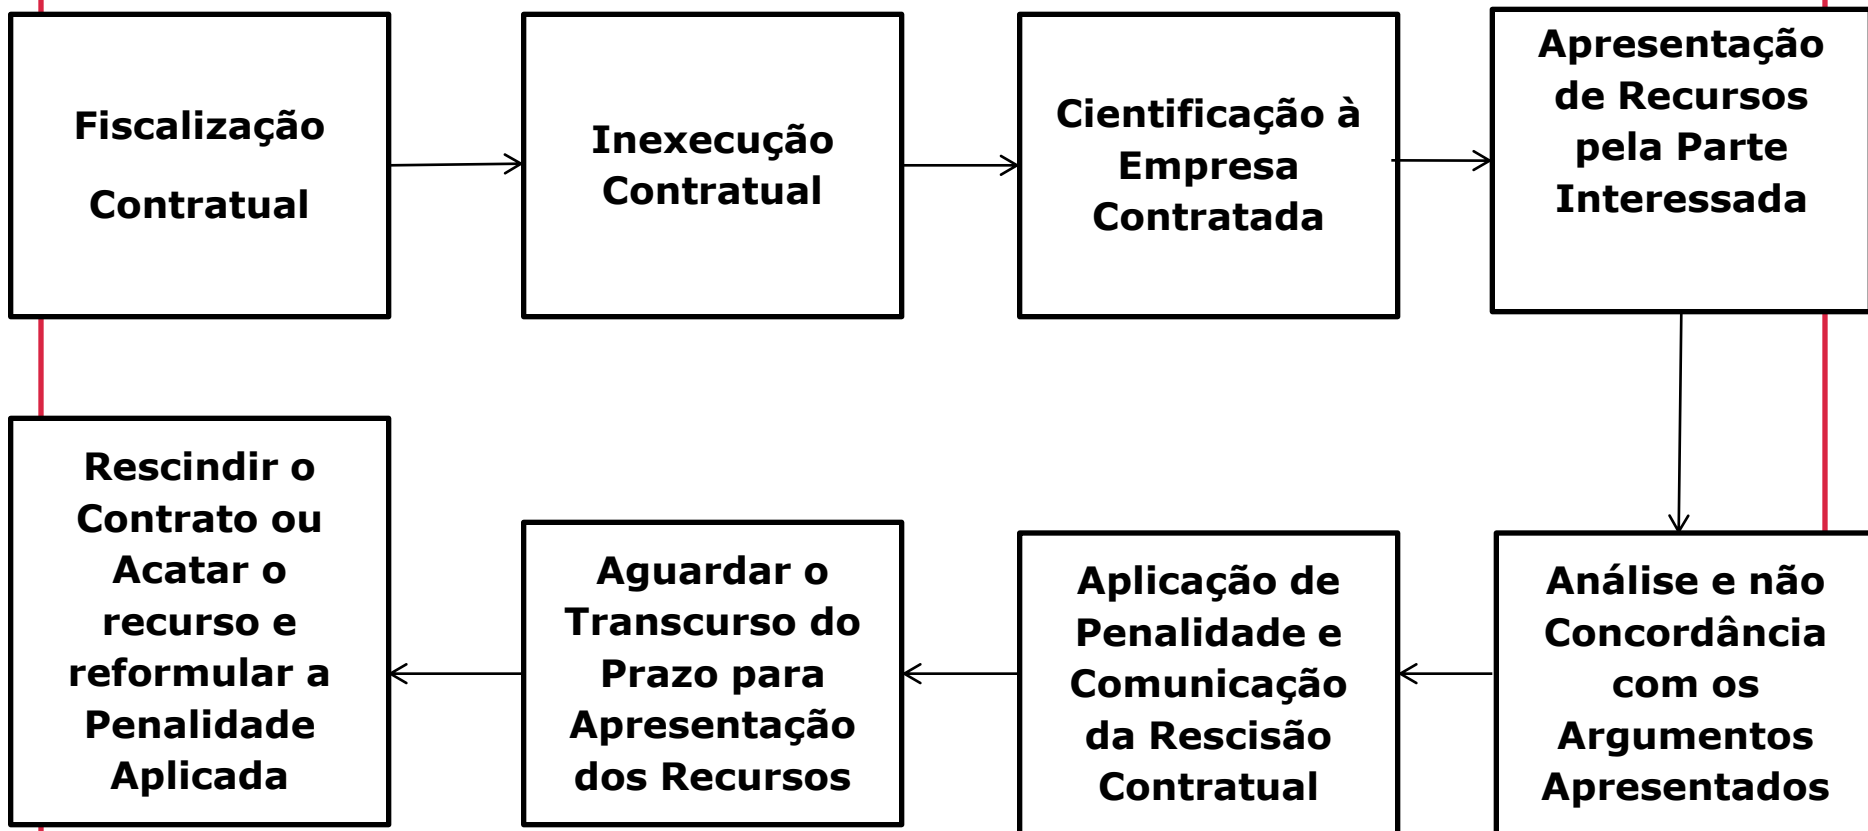 Fiscalização
Contratual
Inexecução
Contratual
Cientificação à
Empresa
Contratada
Apresentação
de Recursos
pela Parte
Interessada
Análise e não
Concordância
com os
Argumentos
Apresentados
Aplicação de
Penalidade e
Comunicação
da Rescisão
Contratual
Aguardar o
Transcurso do
Prazo para
Apresentação
dos Recursos
Rescindir o
Contrato ou
Acatar o
recurso e
reformular a
Penalidade
Aplicada